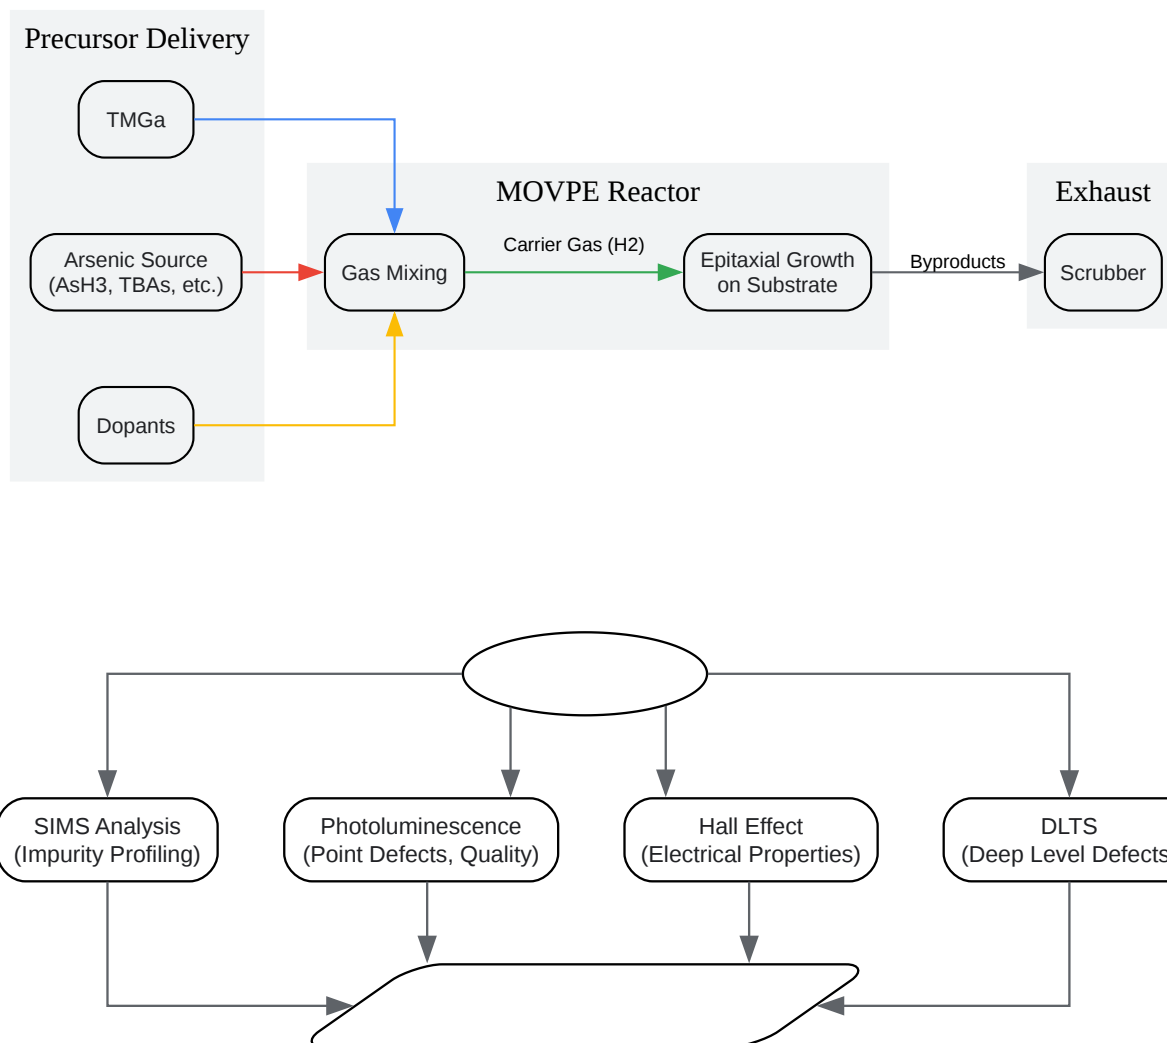 Precursor Delivery
TMGa
MOVPE Reactor
Exhaust
Arsenic Source
(AsH3, TBAs, etc.)
Gas Mixing
Carrier Gas (H2)
Epitaxial Growth
on Substrate
Byproducts
Scrubber
Dopants
SIMS Analysis
(Impurity Profiling)
Photoluminescence
(Point Defects, Quality)
Hall Effect
(Electrical Properties)
DLTS
(Deep Level Defects